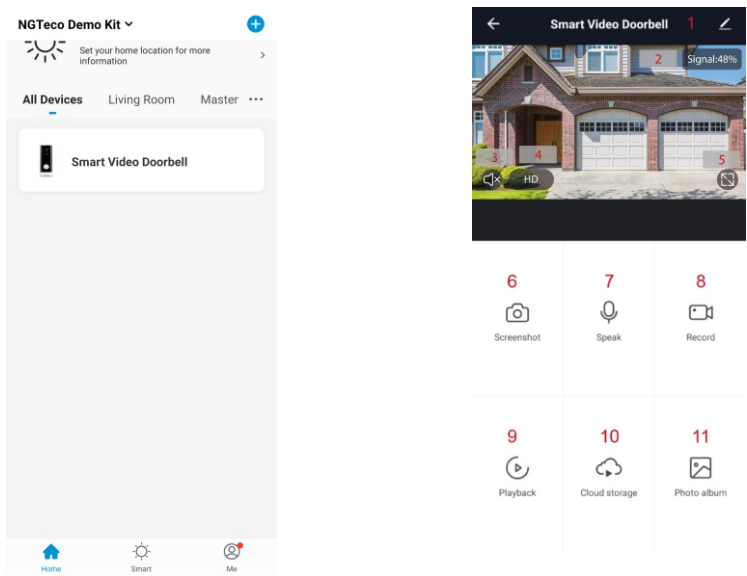 NGTeco Demo Kit
Set your home location for more
information
All Devices Living Room Master
Smart Video Doorbell
Home Smart Me
Smart Video Doorbell 1
2 Signal:48%
3 4 5
HD
6 7 8
Screenshot Speak Record
9 10 11
Playback Cloud storage Photo album